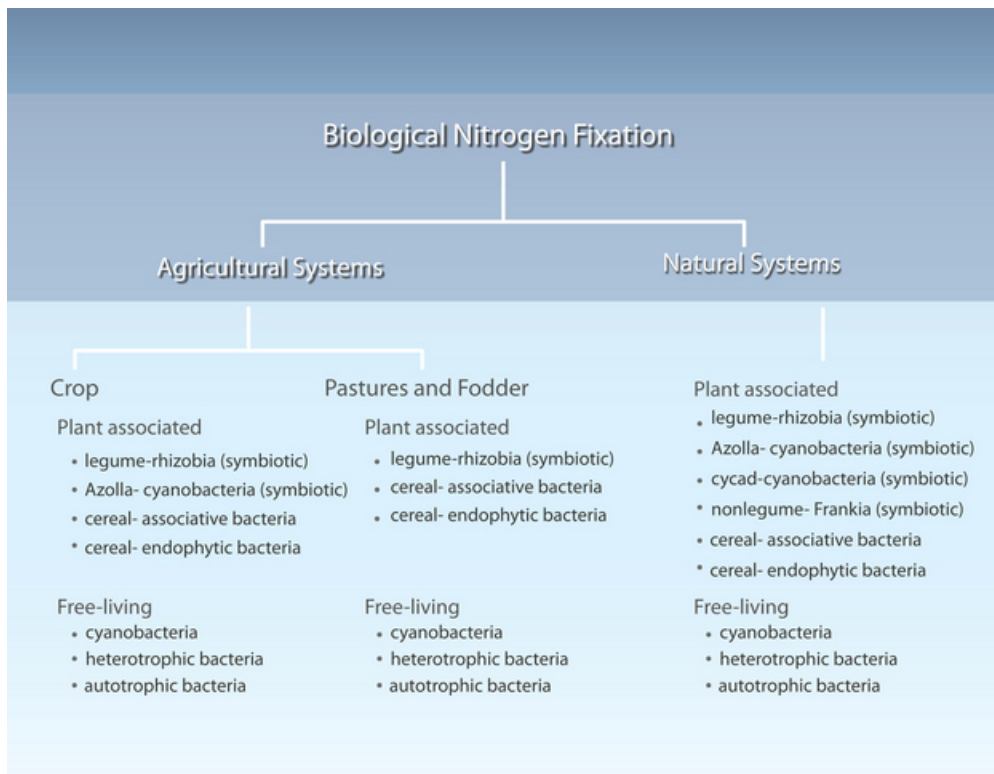 Biological Nitrogen Fixation
Agricultural Systems
Natural Systems
Crop
Plant associated
• legume-rhizobia (symbiotic)
• Azolla- cyanobacteria (symbiotic)
• cereal- associative bacteria
• cereal- endophytic bacteria
Free-living
• cyanobacteria
• heterotrophic bacteria
• autotrophic bacteria
Pastures and Fodder
Plant associated
• legume-rhizobia (symbiotic)
• cereal- associative bacteria
• cereal- endophytic bacteria
Free-living
• cyanobacteria
• heterotrophic bacteria
• autotrophic bacteria
Plant associated
• legume-rhizobia (symbiotic)
• Azolla- cyanobacteria (symbiotic)
• cycad-cyanobacteria (symbiotic)
• nonlegume- Frankia (symbiotic)
• cereal- associative bacteria
• cereal- endophytic bacteria
Free-living
• cyanobacteria
• heterotrophic bacteria
• autotrophic bacteria